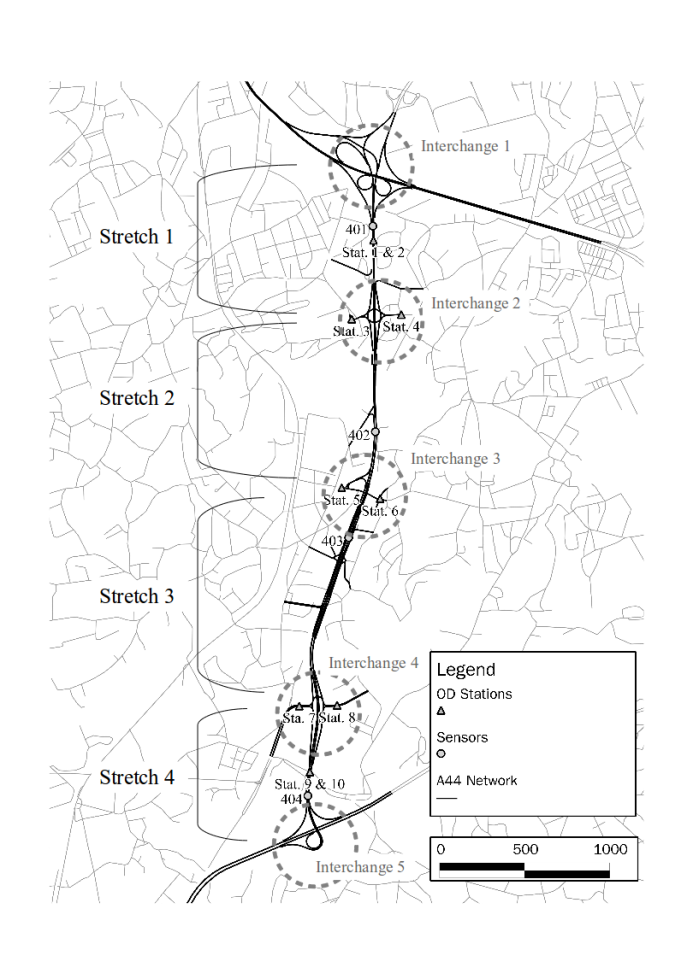 Interchange 1
401
Stretch 1
Stat. 1 & 2
Interchange 2
Stat. 3
Stat. 4
Stretch 2
402
Interchange 3
Stat. 5
Stat. 6
403
Stretch 3
Interchange 4
Legend
OD Stations
Sta. 7
Stat. 8
Sensors
Stretch 4
A44 Network
Stat. 9 & 10
404
0 500 1000
Interchange 5